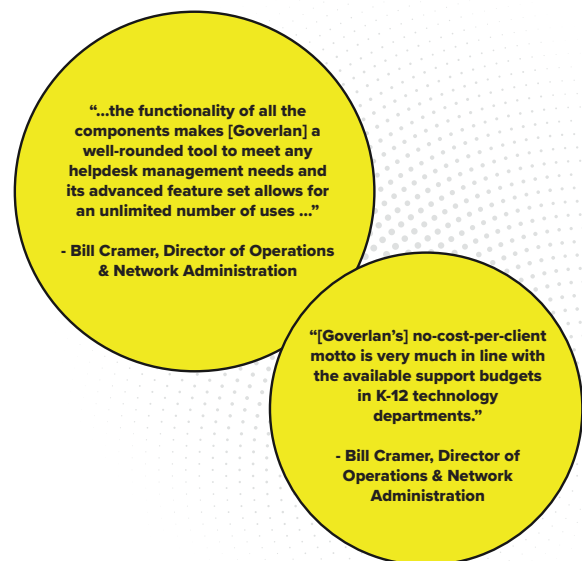 “...the functionality of all the
components makes [Goverlan] a
well-rounded tool to meet any
helpdesk management needs and
its advanced feature set allows for
an unlimited number of uses ...”
- Bill Cramer, Director of Operations
& Network Administration
“[Goverlan’s] no-cost-per-client
motto is very much in line with
the available support budgets
in K-12 technology
departments.”
- Bill Cramer, Director of
Operations & Network
Administration